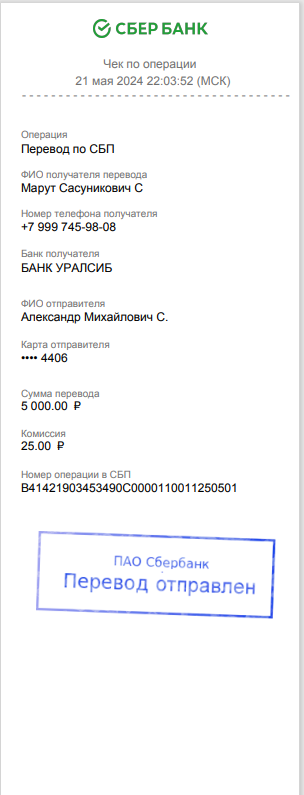 СБЕР БАНК
Чек по операции
21 мая 2024 22:03:52 (МСК)
Операция
Перевод по СБП
ФИО получателя перевода
Марут Сасуникович С
Номер телефона получателя
+7 999 745-98-08
Банк получателя
БАНК УРАЛСИБ
ФИО отправителя
Александр Михайлович С.
Карта отправителя
•••• 4406
Сумма перевода
5 000.00 ₽
Комиссия
25.00 ₽
Номер операции в СБП
B41421903453490C0000110011250501
ПАО Сбербанк
Перевод отправлен